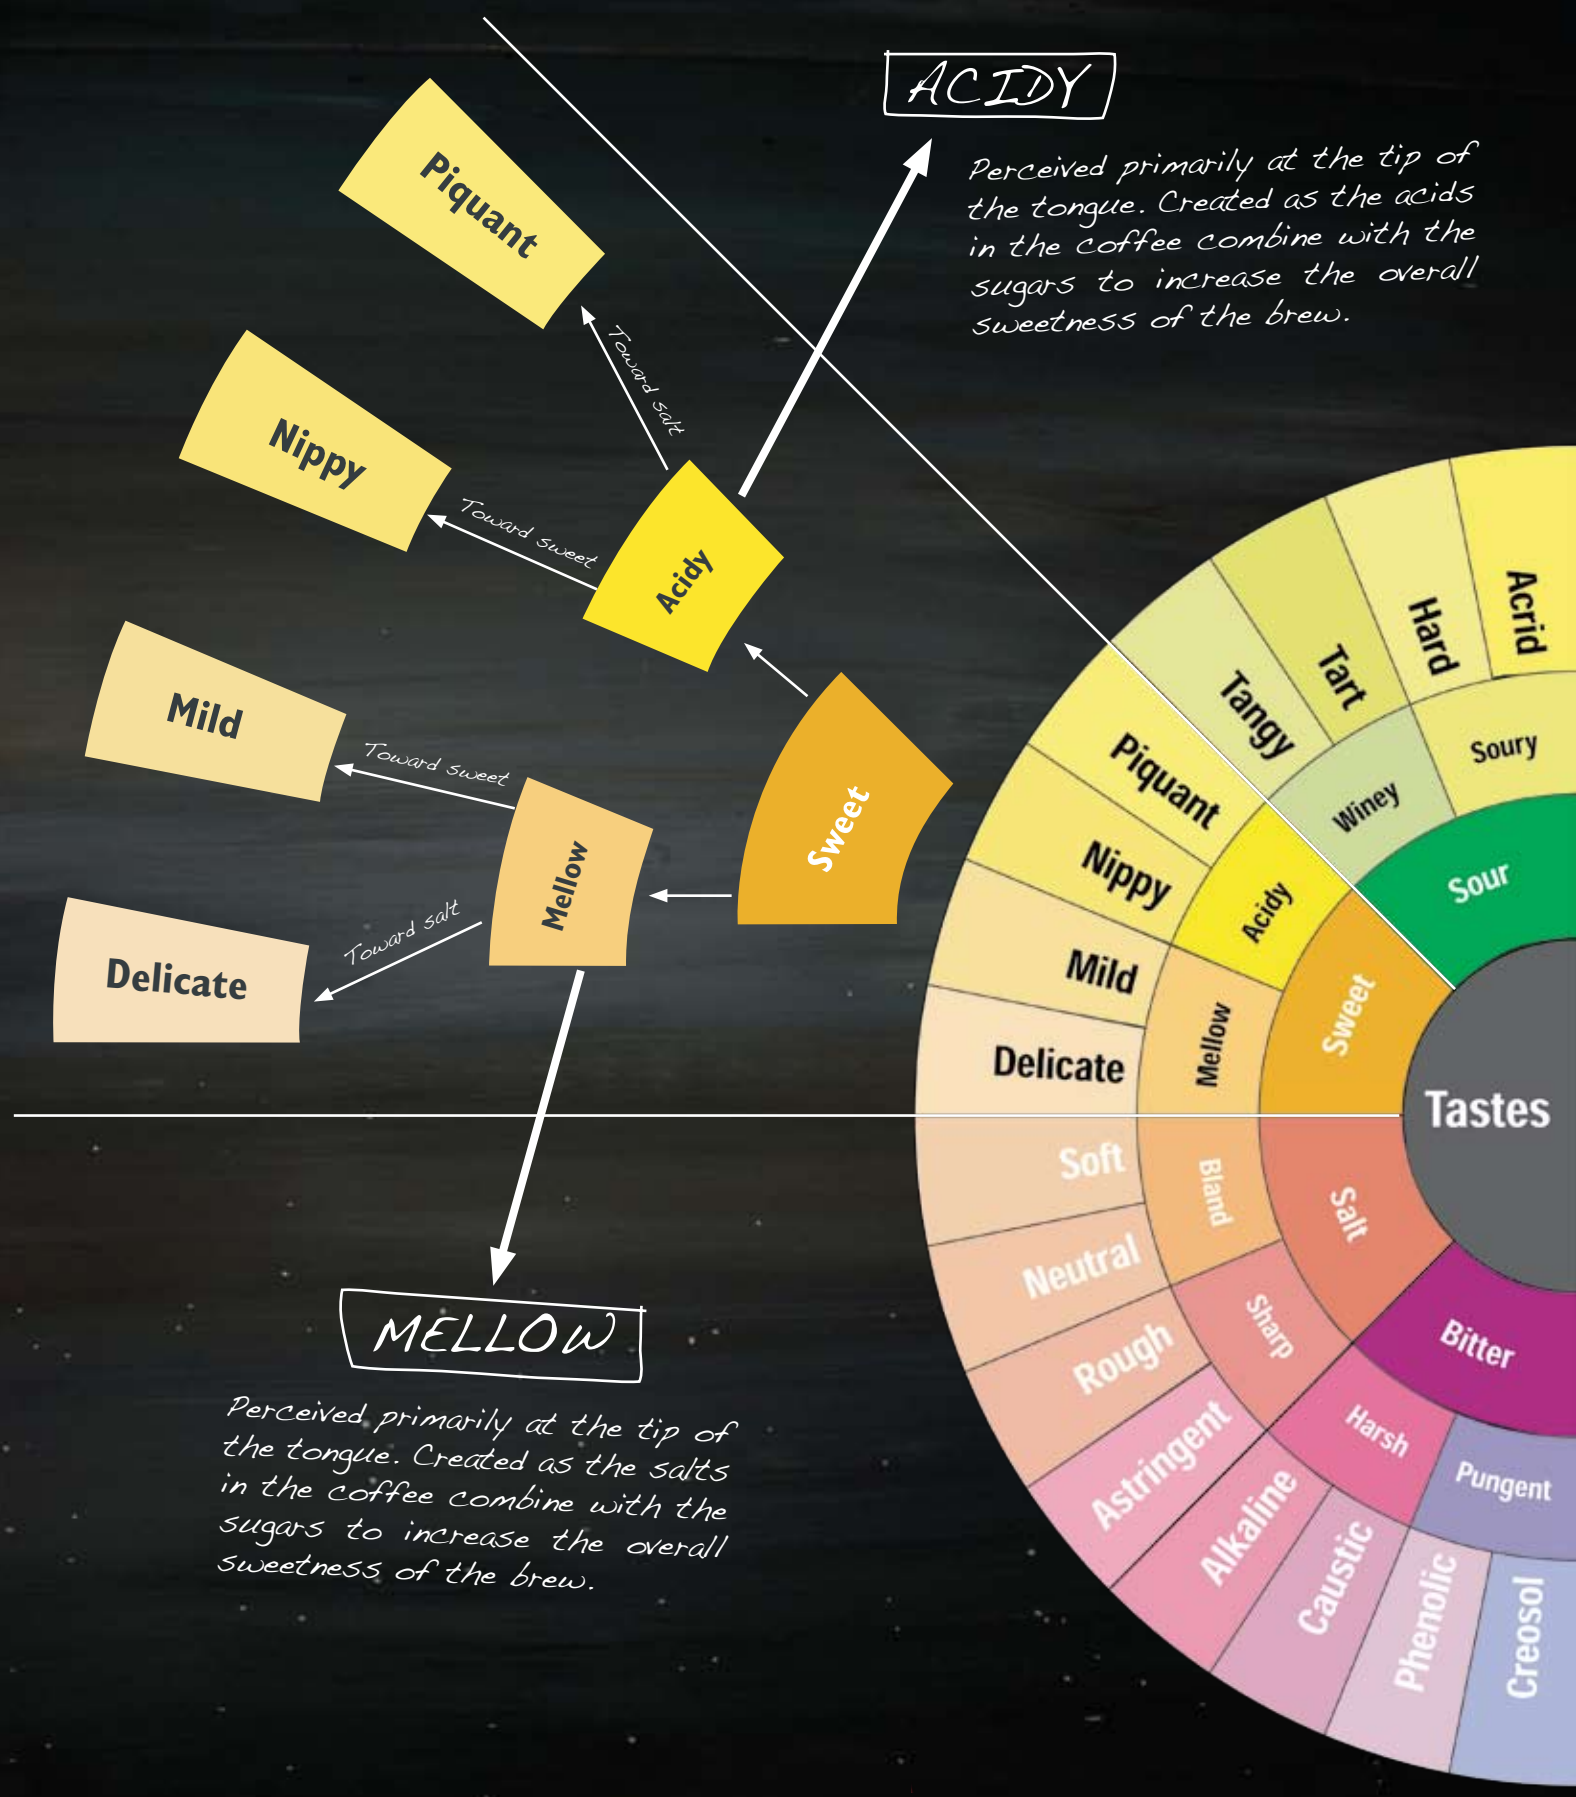 ACIDY
Perceived primarily at the tip of
the tongue. Created as the acids
in the coffee combine with the
sugars to increase the overall
sweetness of the brew.
Piquant
Toward salt
Nippy
Toward sweet
Acidy
Mild
Toward sweet
Mellow
Sweet
Delicate
Toward salt
MELLOW
Perceived primarily at the tip of
the tongue. Created as the salts
in the coffee combine with the
sugars to increase the overall
sweetness of the brew.
Tastes
Sour
Sweet
Salt
Bitter
Soury
Winey
Acidy
Mellow
Bland
Sharp
Harsh
Pungent
Acrid
Hard
Tart
Tangy
Piquant
Nippy
Mild
Delicate
Soft
Neutral
Rough
Astringent
Alkaline
Caustic
Phenolic
Creosol